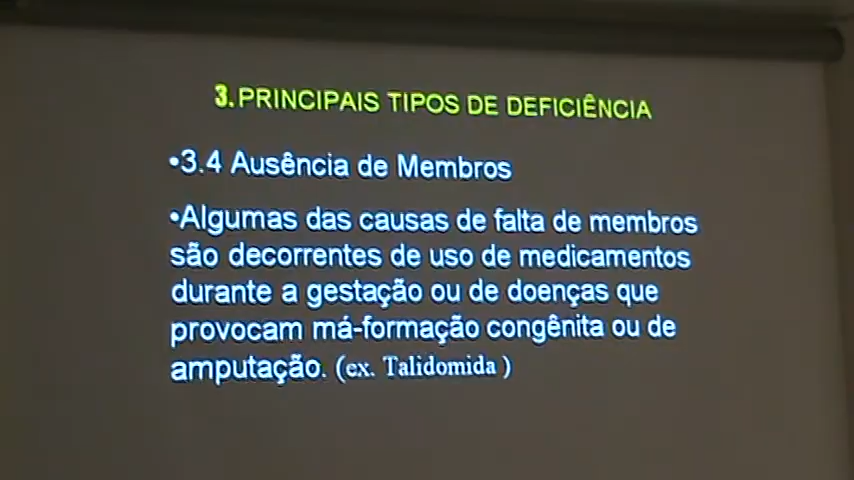 3.PRINCIPAIS TIPOS DE DEFICIÊNCIA
•3.4 Ausência de Membros
•Algumas das causas de falta de membros
são decorrentes de uso de medicamentos
durante a gestação ou de doenças que
provocam má-formação congênita ou de
amputação. (ex. Talidomida )